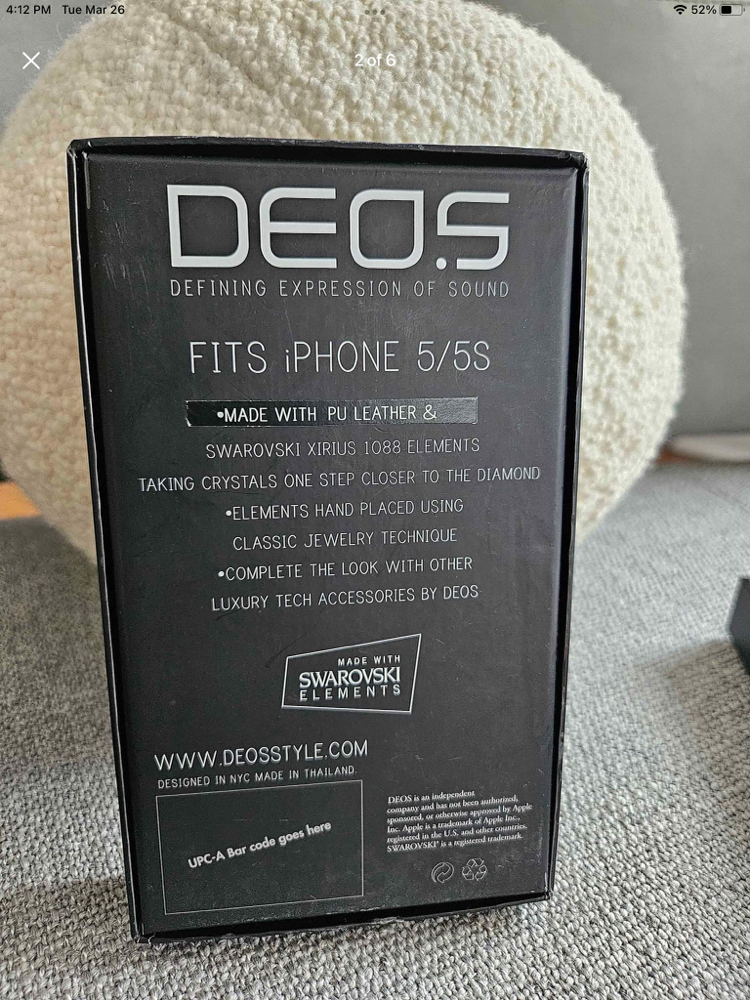 4:12 PM Tue Mar 26
52%
2 of 6
DEO.S
DEFINING EXPRESSION OF SOUND
FITS iPHONE 5/5S
•MADE WITH PU LEATHER &
SWAROVSKI XIRIUS 1088 ELEMENTS
TAKING CRYSTALS ONE STEP CLOSER TO THE DIAMOND
•ELEMENTS HAND PLACED USING
CLASSIC JEWELRY TECHNIQUE
•COMPLETE THE LOOK WITH OTHER
LUXURY TECH ACCESSORIES BY DEOS
MADE WITH
SWAROVSKI
ELEMENTS
WWW.DEOSSTYLE.COM
DESIGNED IN NYC MADE IN THAILAND.
UPC-A Bar code goes here
DEOS is an independent
company and has not been authorized,
sponsored, or otherwise approved by Apple
Inc. Apple is a trademark of Apple Inc.,
registered in the U.S. and other countries.
SWAROVSKI® is a registered trademark.